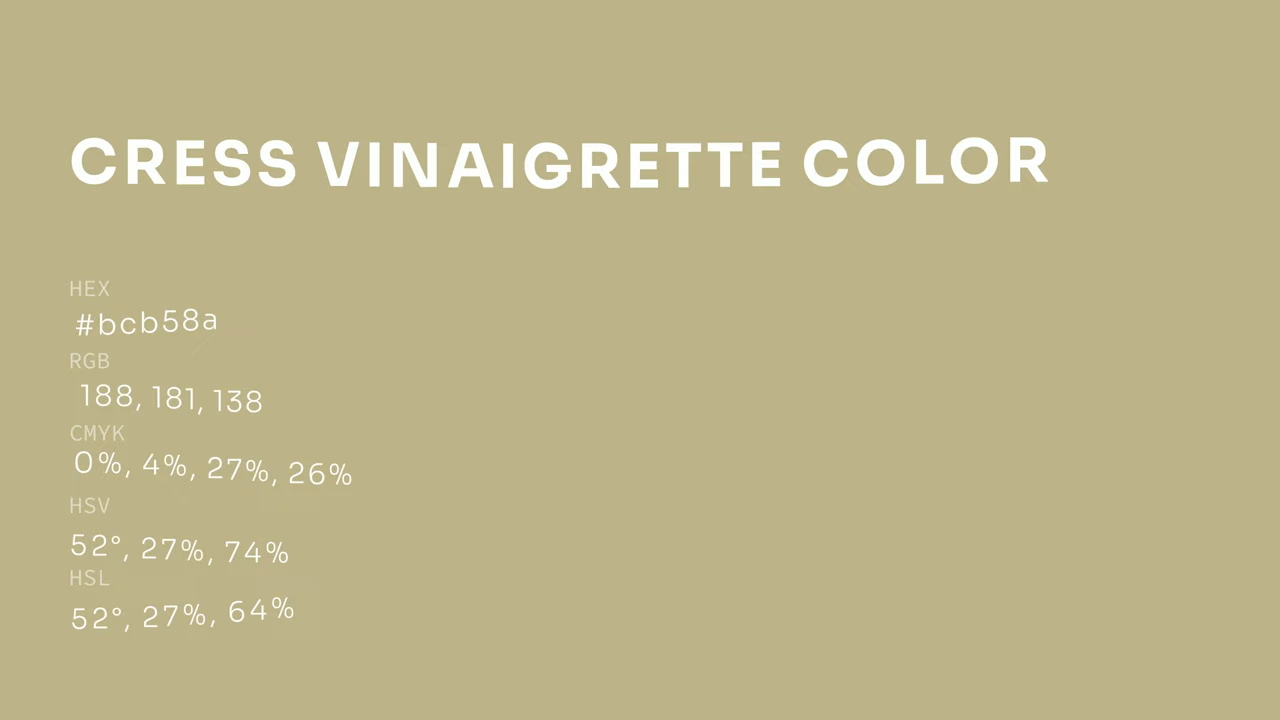 CRESS VINAIGRETTE COLOR
HEX
#bcb58a
RGB
188, 181, 138
CMYK
0%, 4%, 27%, 26%
HSV
52°, 27%, 74%
HSL
52°, 27%, 64%